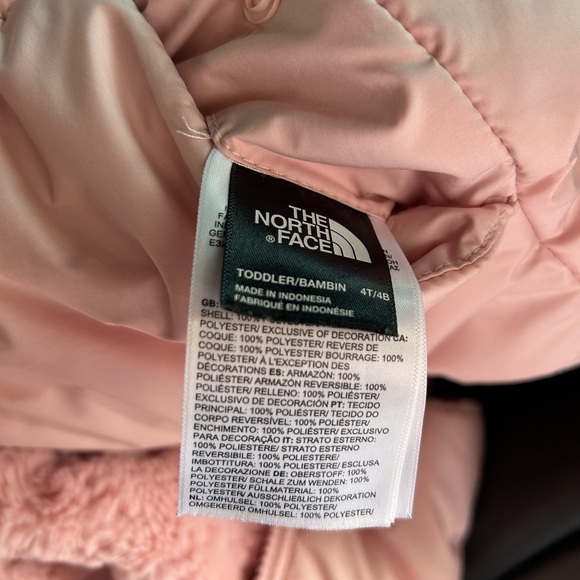 THE
NORTH
FACE
®
TODDLER/BAMBIN 4T/4B
MADE IN INDONESIA
FABRIQUÉ EN INDONÉSIE
GB:
SHELL: 100%
POLYESTER/ EXCLUSIVE OF DECORATION CA:
COQUE: 100% POLYESTER/ REVERS DE
COQUE: 100% POLYESTER/ BOURRAGE: 100%
POLYESTER/ À L'EXCEPTION DES
DÉCORATIONS ES: ARMAZÓN: 100%
POLIÉSTER/ ARMAZÓN REVERSIBLE: 100%
POLIÉSTER/ RELLENO: 100% POLIÉSTER/
EXCLUSIVO DE DECORACIÓN PT: TECIDO
PRINCIPAL: 100% POLIÉSTER/ TECIDO DO
CORPO REVERSÍVEL: 100% POLIÉSTER/
ENCHIMENTO: 100% POLIÉSTER/ EXCLUSIVO
PARA DECORAÇÃO IT: STRATO ESTERNO:
100% POLIESTERE/ STRATO ESTERNO
REVERSIBILE: 100% POLIESTERE/
IMBOTTITURA: 100% POLIESTERE/ ESCLUSA
LA DECORAZIONE DE: OBERSTOFF: 100%
POLYESTER/ SCHALE ZUM WENDEN: 100%
POLYESTER/ FÜLLMATERIAL: 100%
POLYESTER/ AUSSCHLIEßLICH DEKORATION
NL: OMHULSEL: 100% POLYESTER/
OMGEKEERD OMHULSEL: 100% POLYESTER/